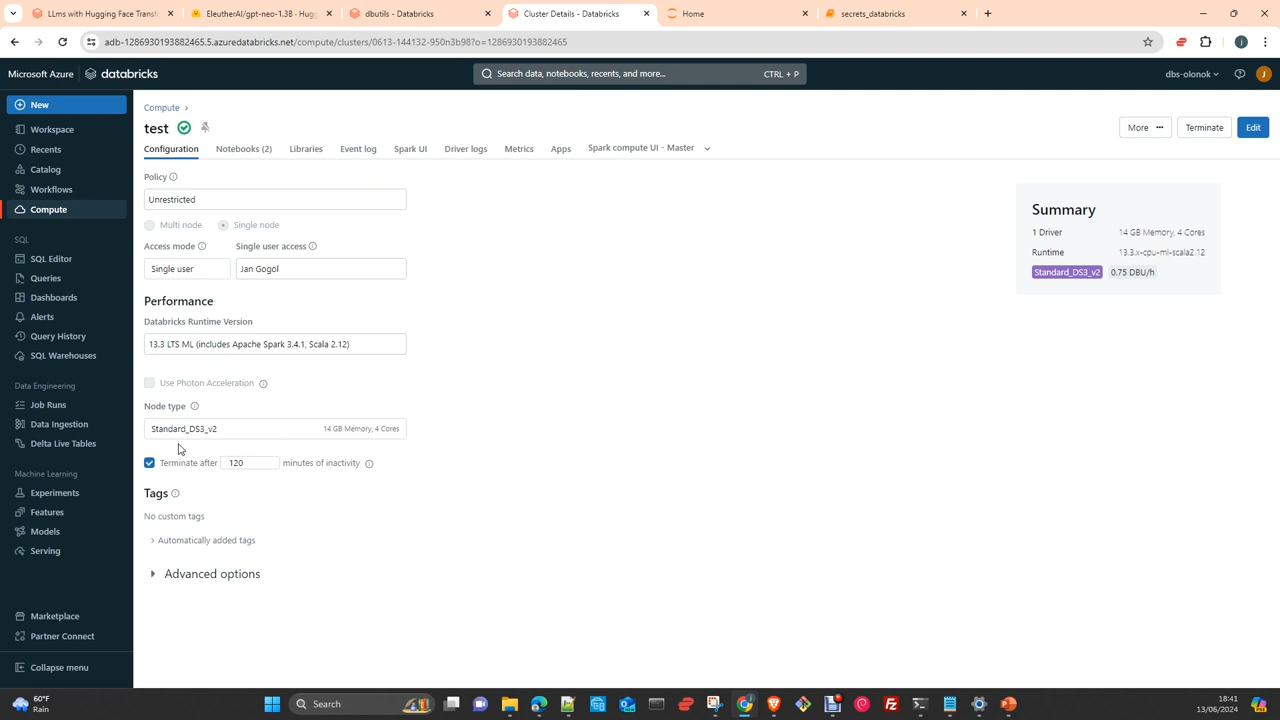 LLms with Hugging Face Transf
EleutherAI/gpt-neo-1.3B · Hugg
dbutils - Databricks
Cluster Details - Databricks
Home
secrets_databricks
adb-1286930193882465.5.azuredatabricks.net/compute/clusters/0613-144132-950n3b98?o=1286930193882465
Microsoft Azure
databricks
Search data, notebooks, recents, and more...
CTRL + P
dbs-olonok
J
New
Workspace
Recents
Catalog
Workflows
Compute
SQL
SQL Editor
Queries
Dashboards
Alerts
Query History
SQL Warehouses
Data Engineering
Job Runs
Data Ingestion
Delta Live Tables
Machine Learning
Experiments
Features
Models
Serving
Marketplace
Partner Connect
Collapse menu
Compute
test
More
Terminate
Edit
Configuration
Notebooks (2)
Libraries
Event log
Spark UI
Driver logs
Metrics
Apps
Spark compute UI - Master
Policy
Unrestricted
Multi node
Single node
Access mode
Single user access
Single user
Jan Gogol
Performance
Databricks Runtime Version
13.3 LTS ML (includes Apache Spark 3.4.1, Scala 2.12)
Use Photon Acceleration
Node type
Standard_DS3_v2
14 GB Memory, 4 Cores
Terminate after 120 minutes of inactivity
Tags
No custom tags
Automatically added tags
Advanced options
Summary
1 Driver
14 GB Memory, 4 Cores
Runtime
13.3.x-cpu-ml-scala2.12
Standard_DS3_v2
0.75 DBU/h
60°F
Rain
Search
18:41
13/06/2024